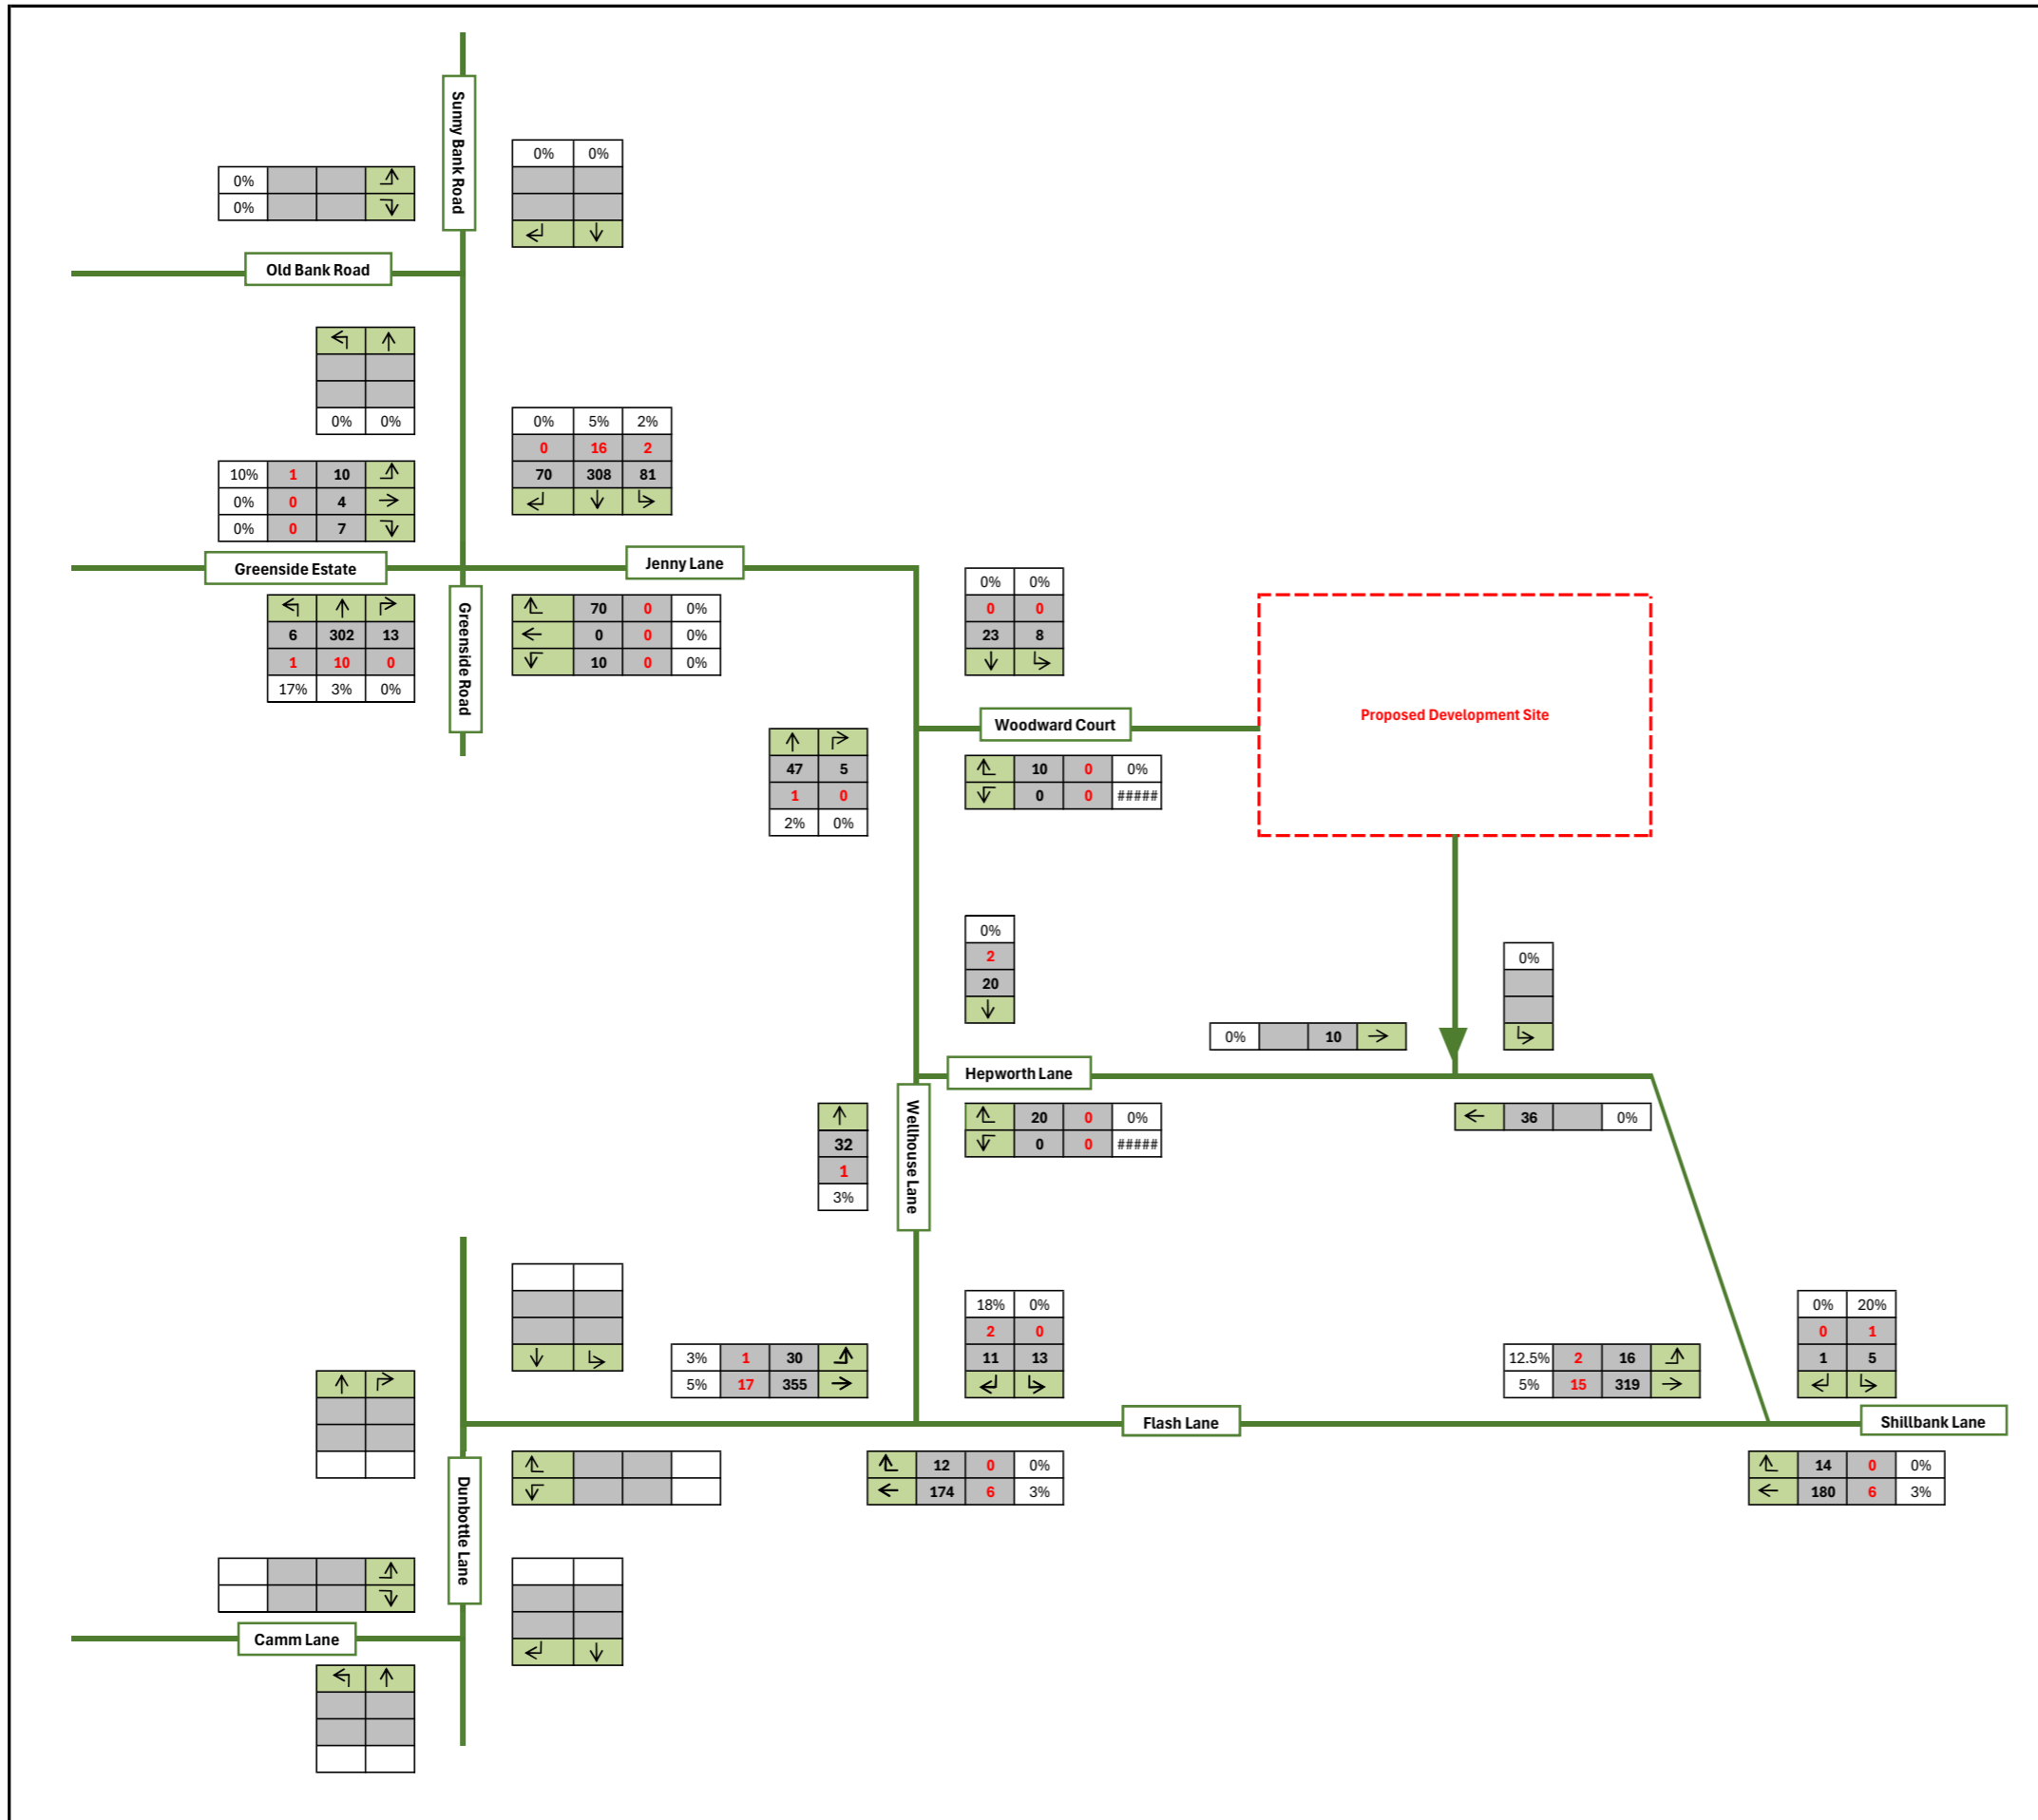 Sunny Bank Road
0% 0%
0%
0%
Old Bank Road
0% 0%
0% 5% 2%
0 16 2
70 308 81
10% 1 10
0% 0 4
0% 0 7
Greenside Estate
Jenny Lane
6 302 13
1 10 0
17% 3% 0%
Greenside Road
70 0 0%
0 0 0%
10 0 0%
0% 0%
0 0
23 8
Proposed Development Site
Woodward Court
47 5
1 0
2% 0%
10 0 0%
0 0 #####
0%
2
20
0% 10
0%
Hepworth Lane
32
1
3%
Wellhouse Lane
20 0 0%
0 0 #####
36 0%
18% 0%
2 0
11 13
3% 1 30
5% 17 355
12.5% 2 16
5% 15 319
0% 20%
0 1
1 5
Flash Lane
Shillbank Lane
Dunbottle Lane
12 0 0%
174 6 3%
14 0 0%
180 6 3%
Camm Lane